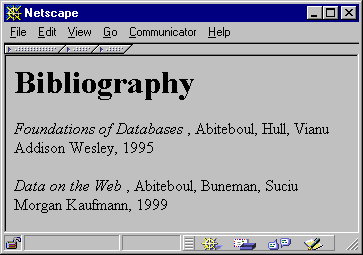 Netscape
File Edit View Go Communicator Help
Bibliography
Foundations of Databases , Abiteboul, Hull, Vianu
Addison Wesley, 1995
Data on the Web , Abiteboul, Buneman, Suciu
Morgan Kaufmann, 1999